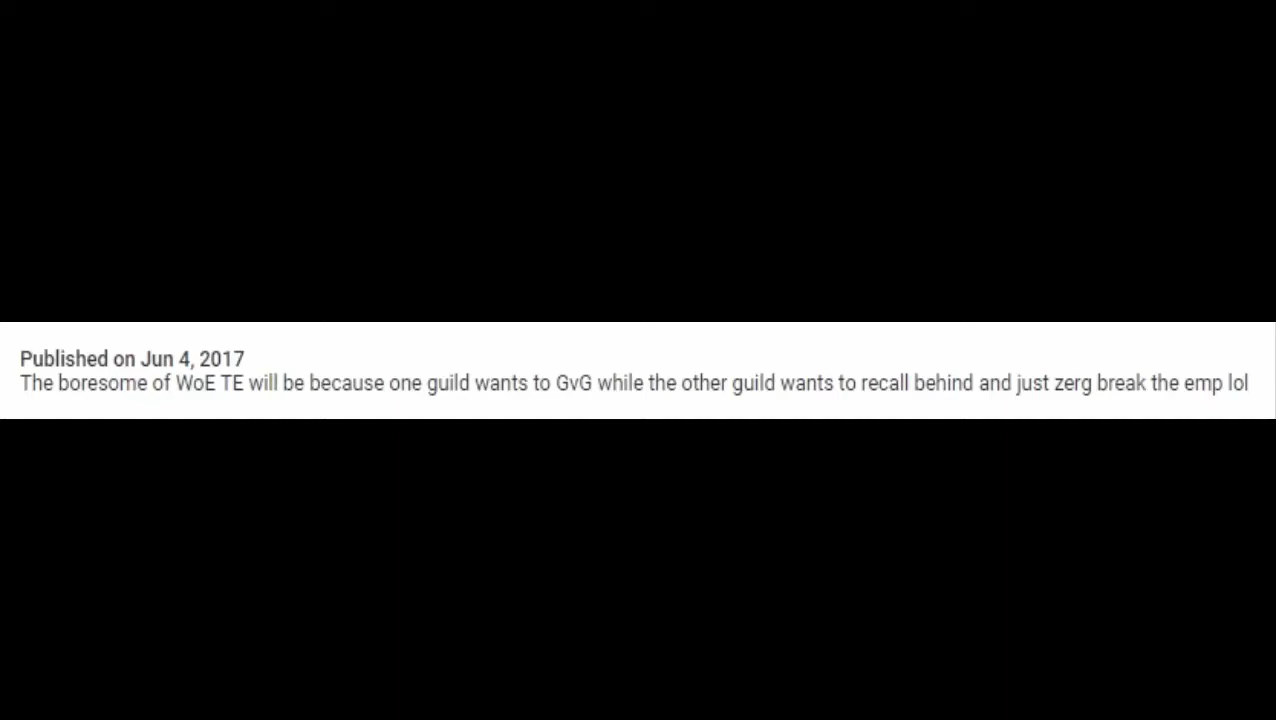 Published on Jun 4, 2017
The boresome of WoE TE will be because one guild wants to GvG while the other guild wants to recall behind and just zerg break the emp lol